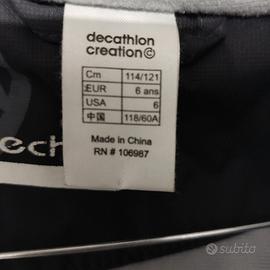 decathlon
creation©
Cm 114/121
EUR 6 ans
USA 6
中国 118/60A
Made in China
RN # 106987
ech
subito